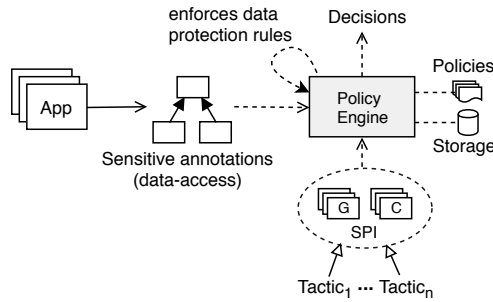 enforces data
protection rules
Decisions
App
Policy
Engine
Policies
Storage
Sensitive annotations
(data-access)
G
C
SPI
Tactic1 ... Tacticn